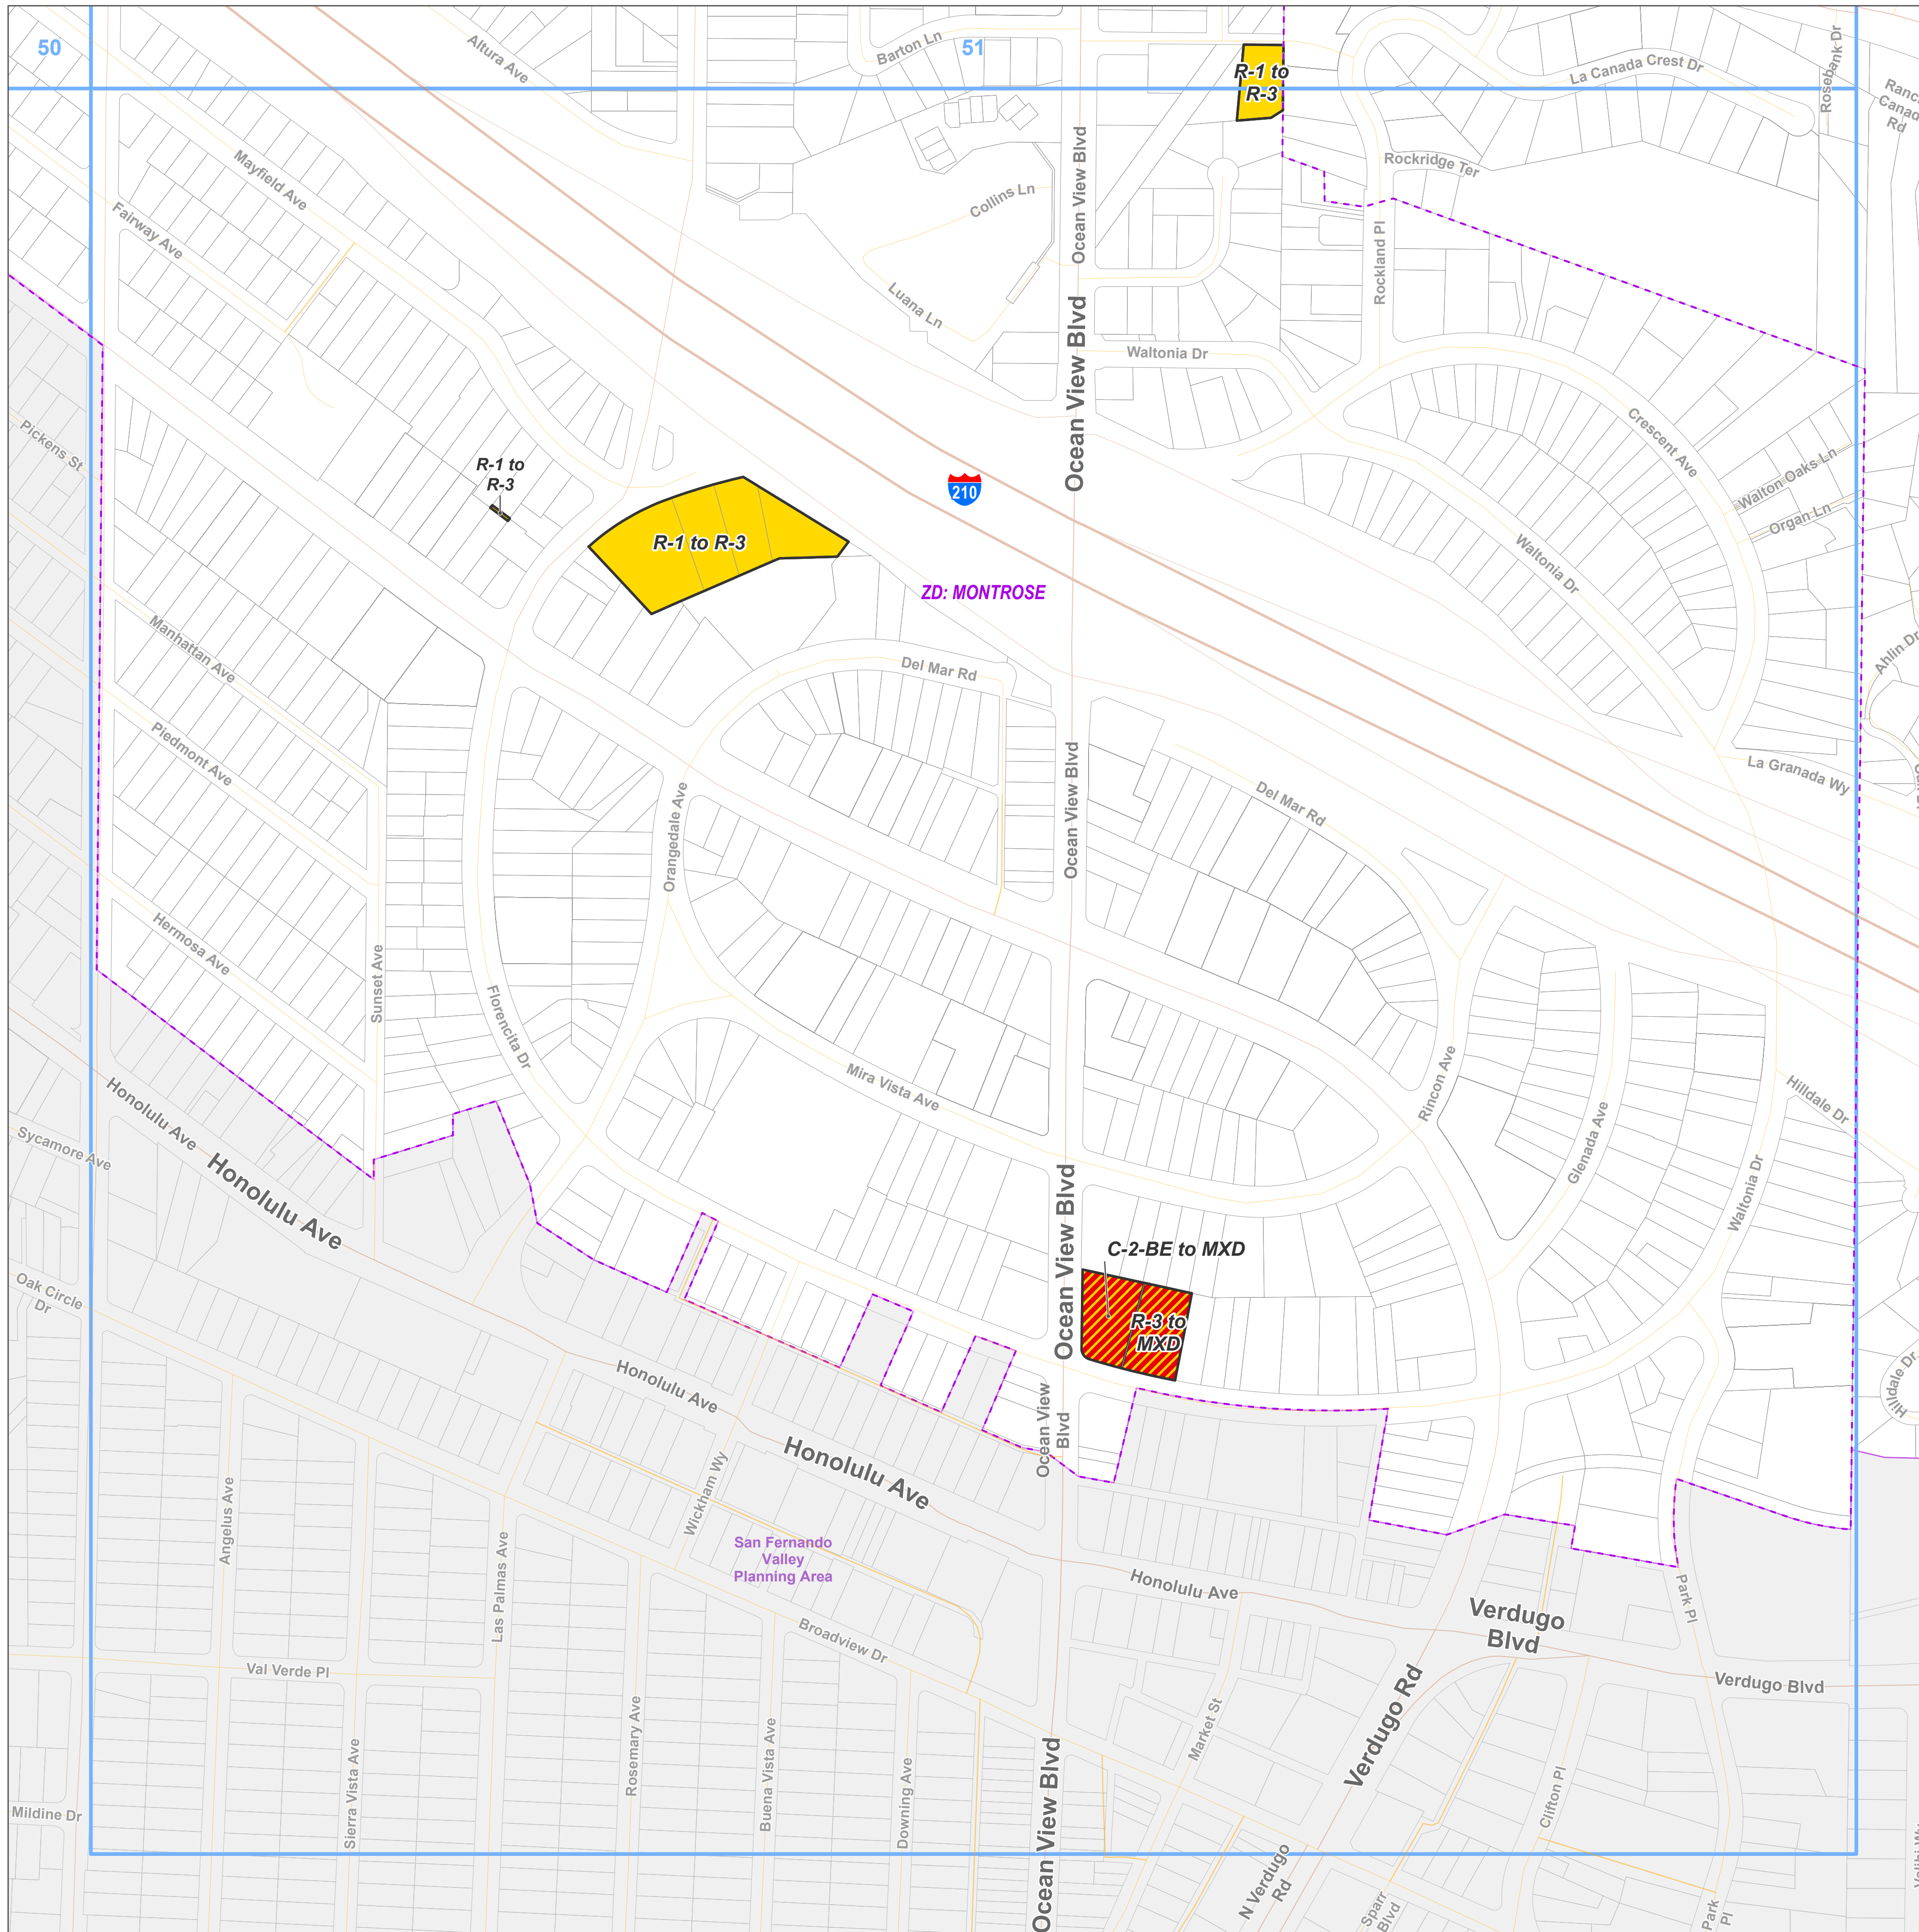 50
51
Altura Ave
Barton Ln
R-1 to
R-3
La Canada Crest Dr
Rosebank Dr
Rd
Mayfield Ave
Fairway Ave
Collins Ln
Ocean View Blvd
Rockridge Ter
Rockland Pl
Luana Ln
Waltonia Dr
Ocean View Blvd
Pickens St
R-1 to
R-3
210
R-1 to R-3
Crescent Ave
Walton Oaks Ln
Organ Ln
Waltonia Dr
ZD: MONTROSE
Manhattan Ave
Ahlin Dr
Del Mar Rd
Piedmont Ave
Ocean View Blvd
Orangedale Ave
Del Mar Rd
La Granada Wy
Hermosa Ave
Sunset Ave
Florencita Dr
Mira Vista Ave
Rincon Ave
Glenada Ave
Hilldale Dr
Waltonia Dr
Honolulu Ave
Sycamore Ave
Honolulu Ave
Ocean View Blvd
C-2-BE to MXD
R-3 to
MXD
Oak Circle
Dr
Hilldale Dr
Honolulu Ave
Ocean View
Blvd
Honolulu Ave
Wickham Wy
Angelus Ave
Las Palmas Ave
San Fernando
Valley
Planning Area
Honolulu Ave
Verdugo
Blvd
Park Pl
Broadview Dr
Val Verde Pl
Verdugo Blvd
Verdugo Rd
Market St
Rosemary Ave
Buena Vista Ave
Sierra Vista Ave
Downing Ave
Mildine Dr
Clifton Pl
Ocean View Blvd
N Verdugo
Rd
Sparr
Blvd
Park
Pl